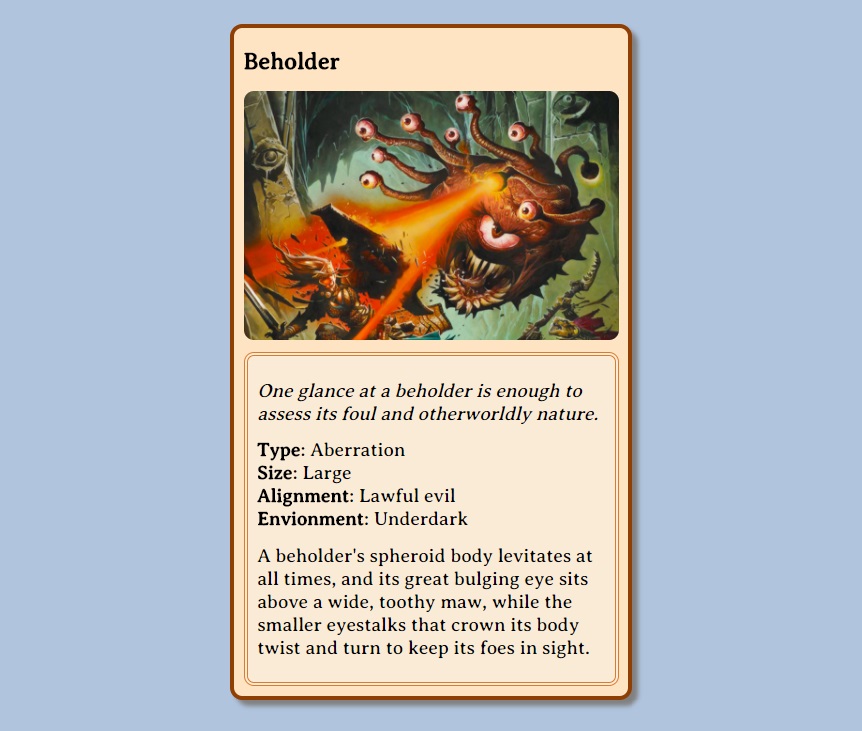 Beholder
One glance at a beholder is enough to
assess its foul and otherworldly nature.
Type: Aberration
Size: Large
Alignment: Lawful evil
Envionment: Underdark
A beholder's spheroid body levitates at
all times, and its great bulging eye sits
above a wide, toothy maw, while the
smaller eyestalks that crown its body
twist and turn to keep its foes in sight.